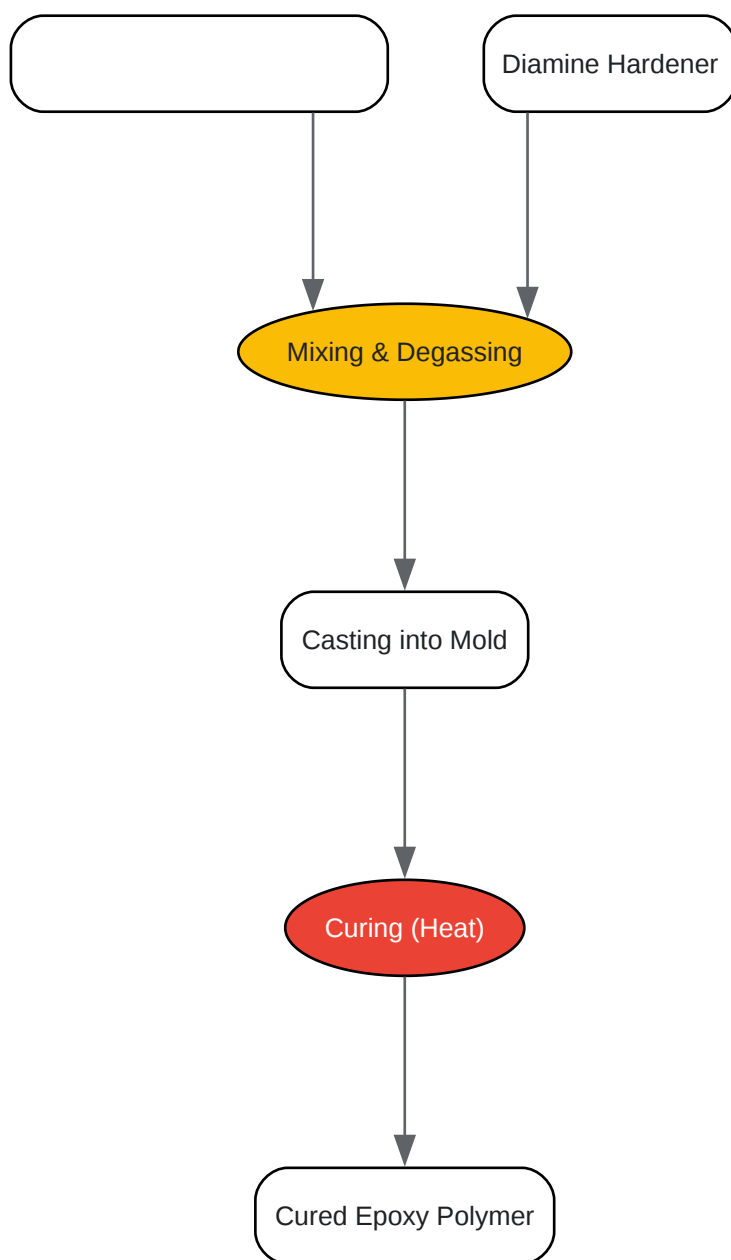 Diamine Hardener
Mixing & Degassing
Casting into Mold
Curing (Heat)
Cured Epoxy Polymer